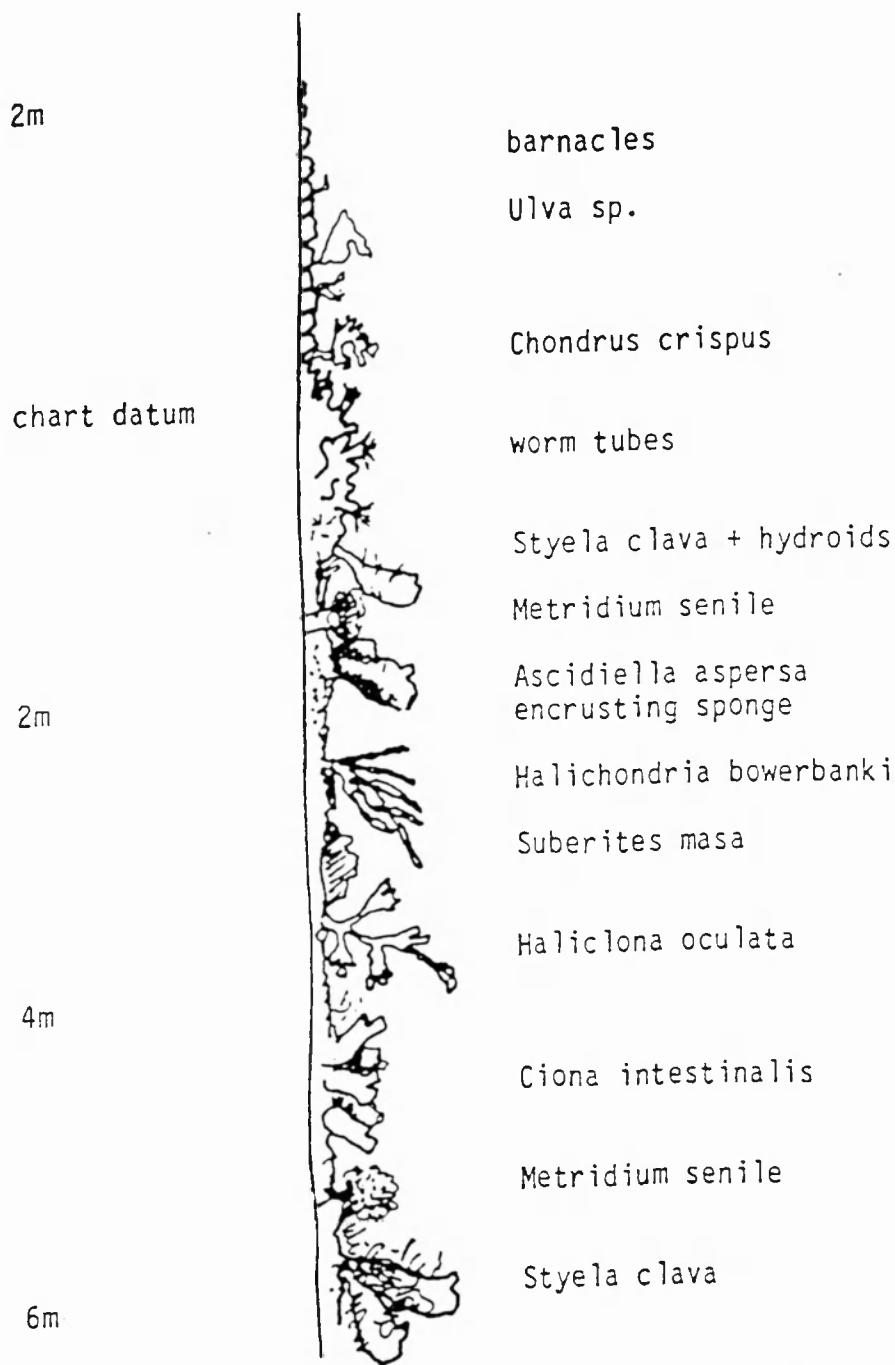 2m
barnacles
Ulva sp.
Chondrus crispus
chart datum
worm tubes
Styela clava + hydroids
Metridium senile
Ascidiella aspersa
encrusting sponge
2m
Halichondria bowerbanki
Suberites masa
Haliclona oculata
4m
Ciona intestinalis
Metridium senile
Styela clava
6m